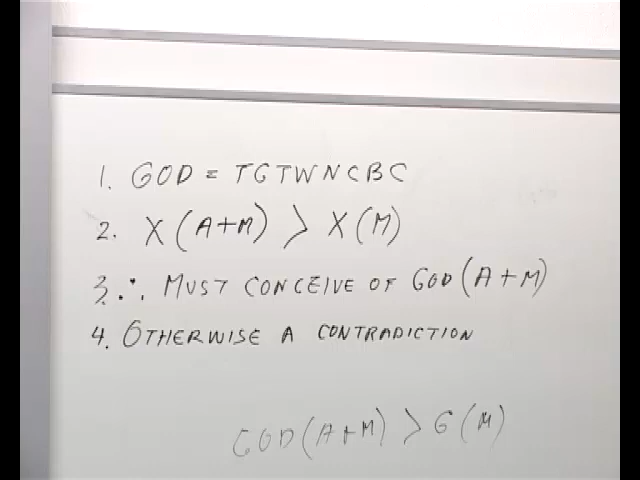 1. GOD = TGTWNCBC
2. X (A+M) > X (M)
3. ∴ MUST CONCEIVE OF GOD (A+M)
4. OTHERWISE A CONTRADICTION
GOD (A+M) > G (M)